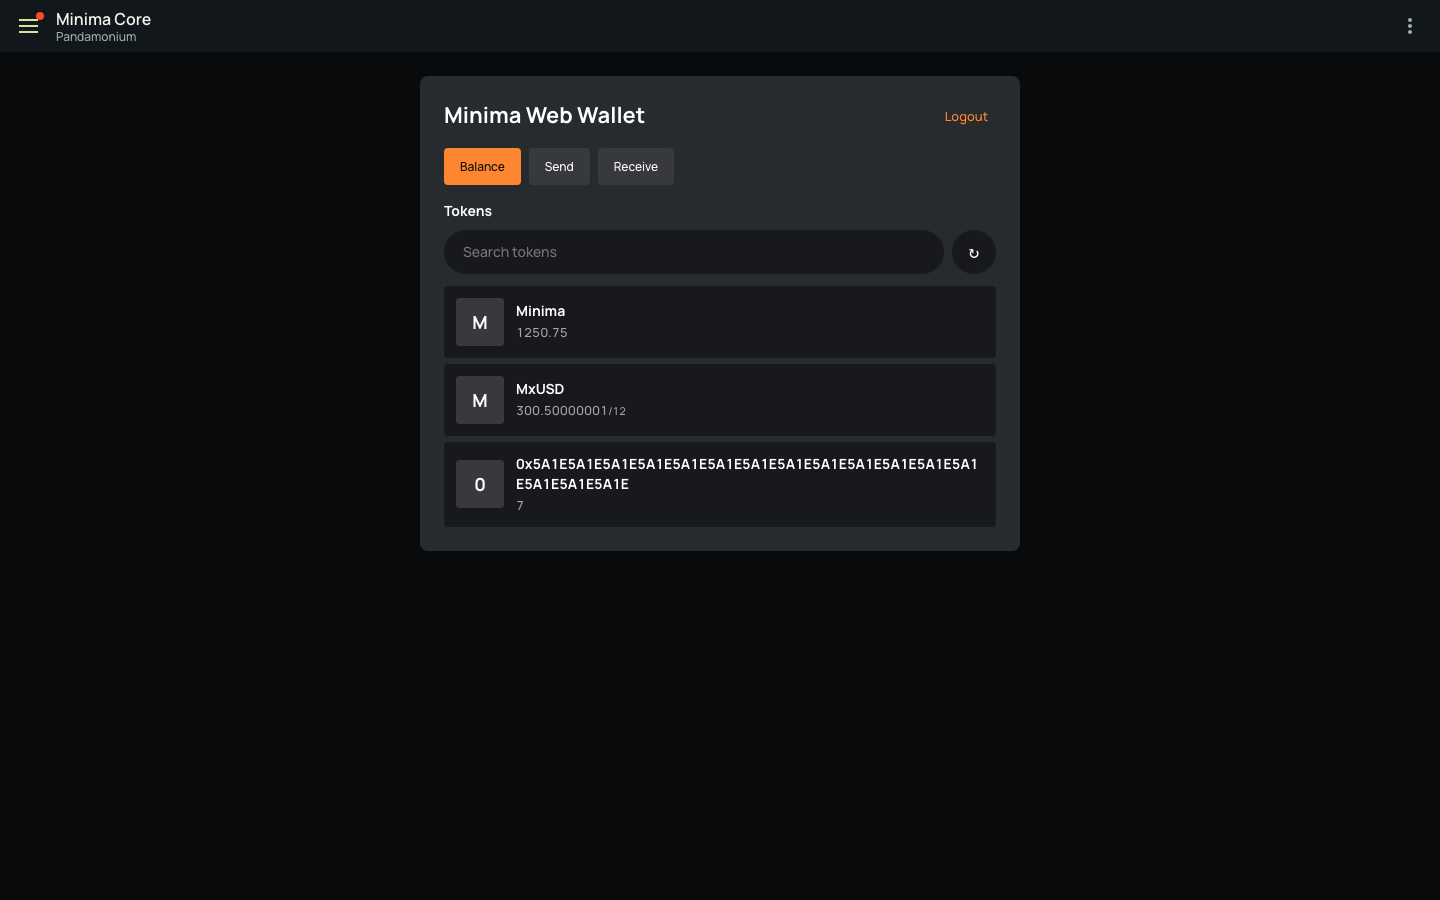 Minima Core
Pandamonium
Minima Web Wallet
Logout
Balance
Send
Receive
Tokens
Search tokens
↻
M
Minima
1250.75
M
MxUSD
300.50000001/12
0
0x5A1E5A1E5A1E5A1E5A1E5A1E5A1E5A1E5A1E5A1E5A1E5A1E5A1E5A1E5A1E5A1
E5A1E5A1E5A1E
7